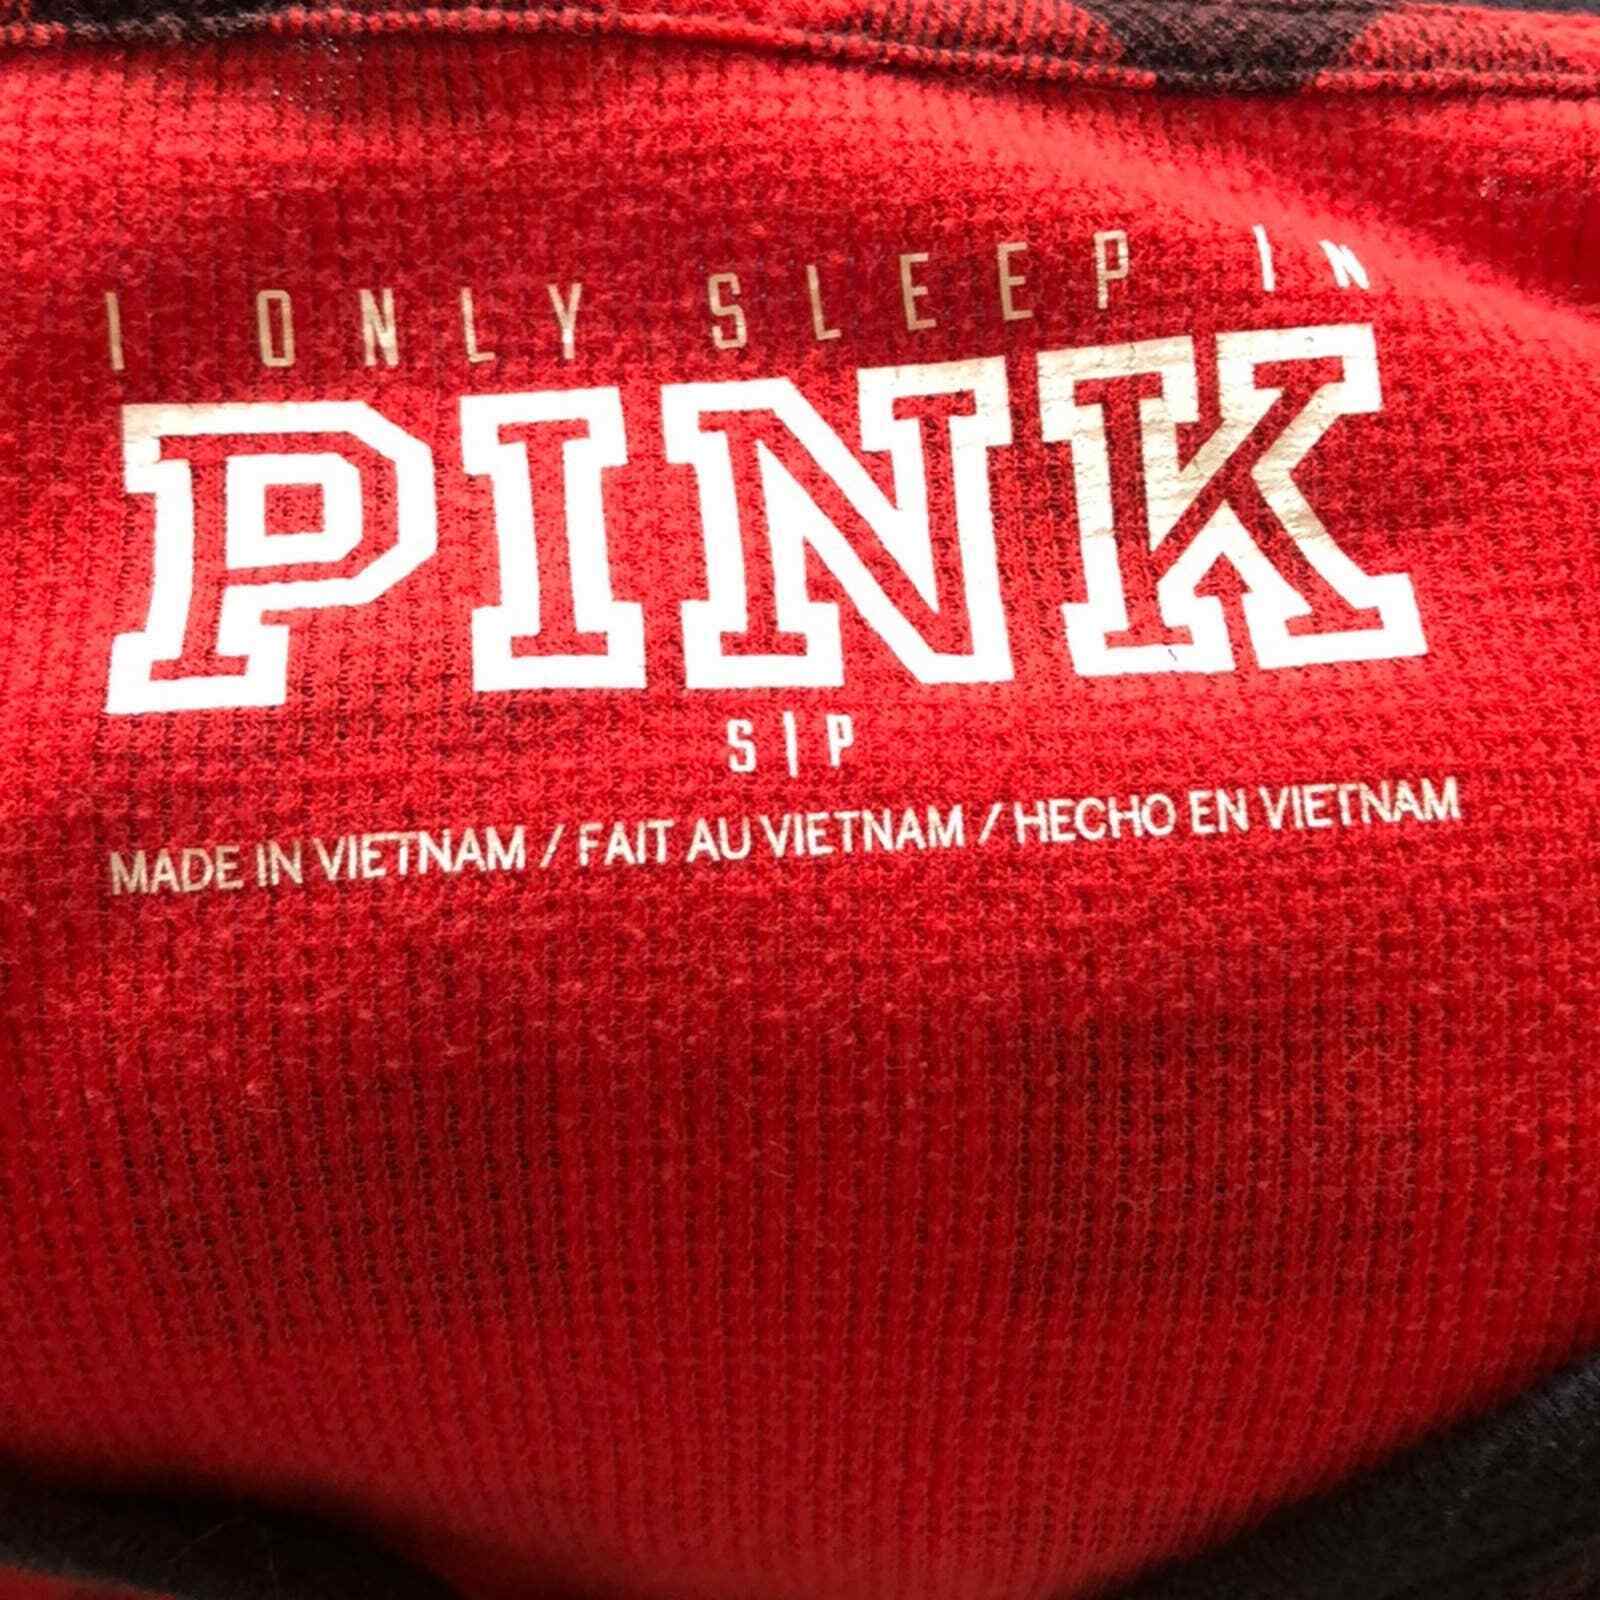 I ONLY SLEEP IN
PINK
S|P
MADE IN VIETNAM / FAIT AU VIETNAM / HECHO EN VIETNAM